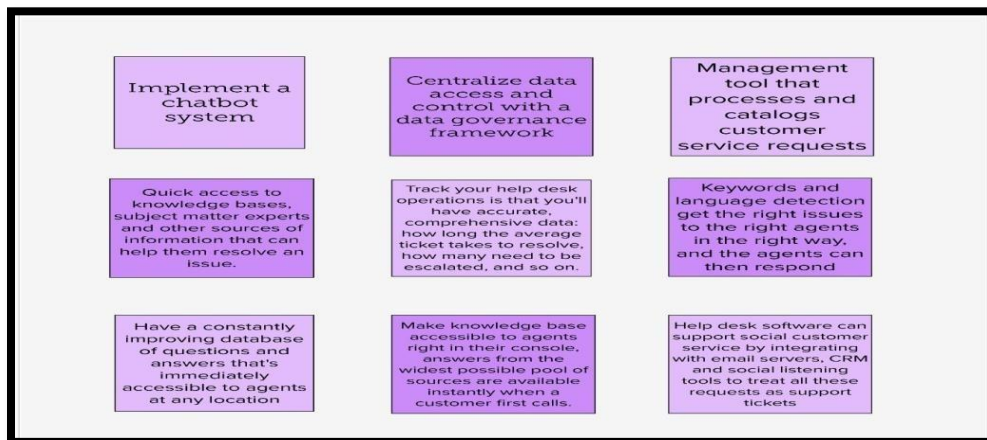 Implement a
chatbot
system
Centralize data
access and
control with a
data governance
framework
Management
tool that
processes and
catalogs
customer
service requests
Quick access to
knowledge bases,
subject matter experts
and other sources of
information that can
help them resolve an
issue.
Track your help desk
operations is that you'll
have accurate,
comprehensive data:
how long the average
ticket takes to resolve,
how many need to be
escalated, and so on.
Keywords and
language detection
get the right issues
to the right agents
in the right way,
and the agents can
then respond
Have a constantly
improving database
of questions and
answers that's
immediately
accessible to agents
at any location
Make knowledge base
accessible to agents
right in their console,
answers from the
widest possible pool of
sources are available
instantly when a
customer first calls.
Help desk software can
support social customer
service by integrating
with email servers, CRM
and social listening
tools to treat all these
requests as support
tickets